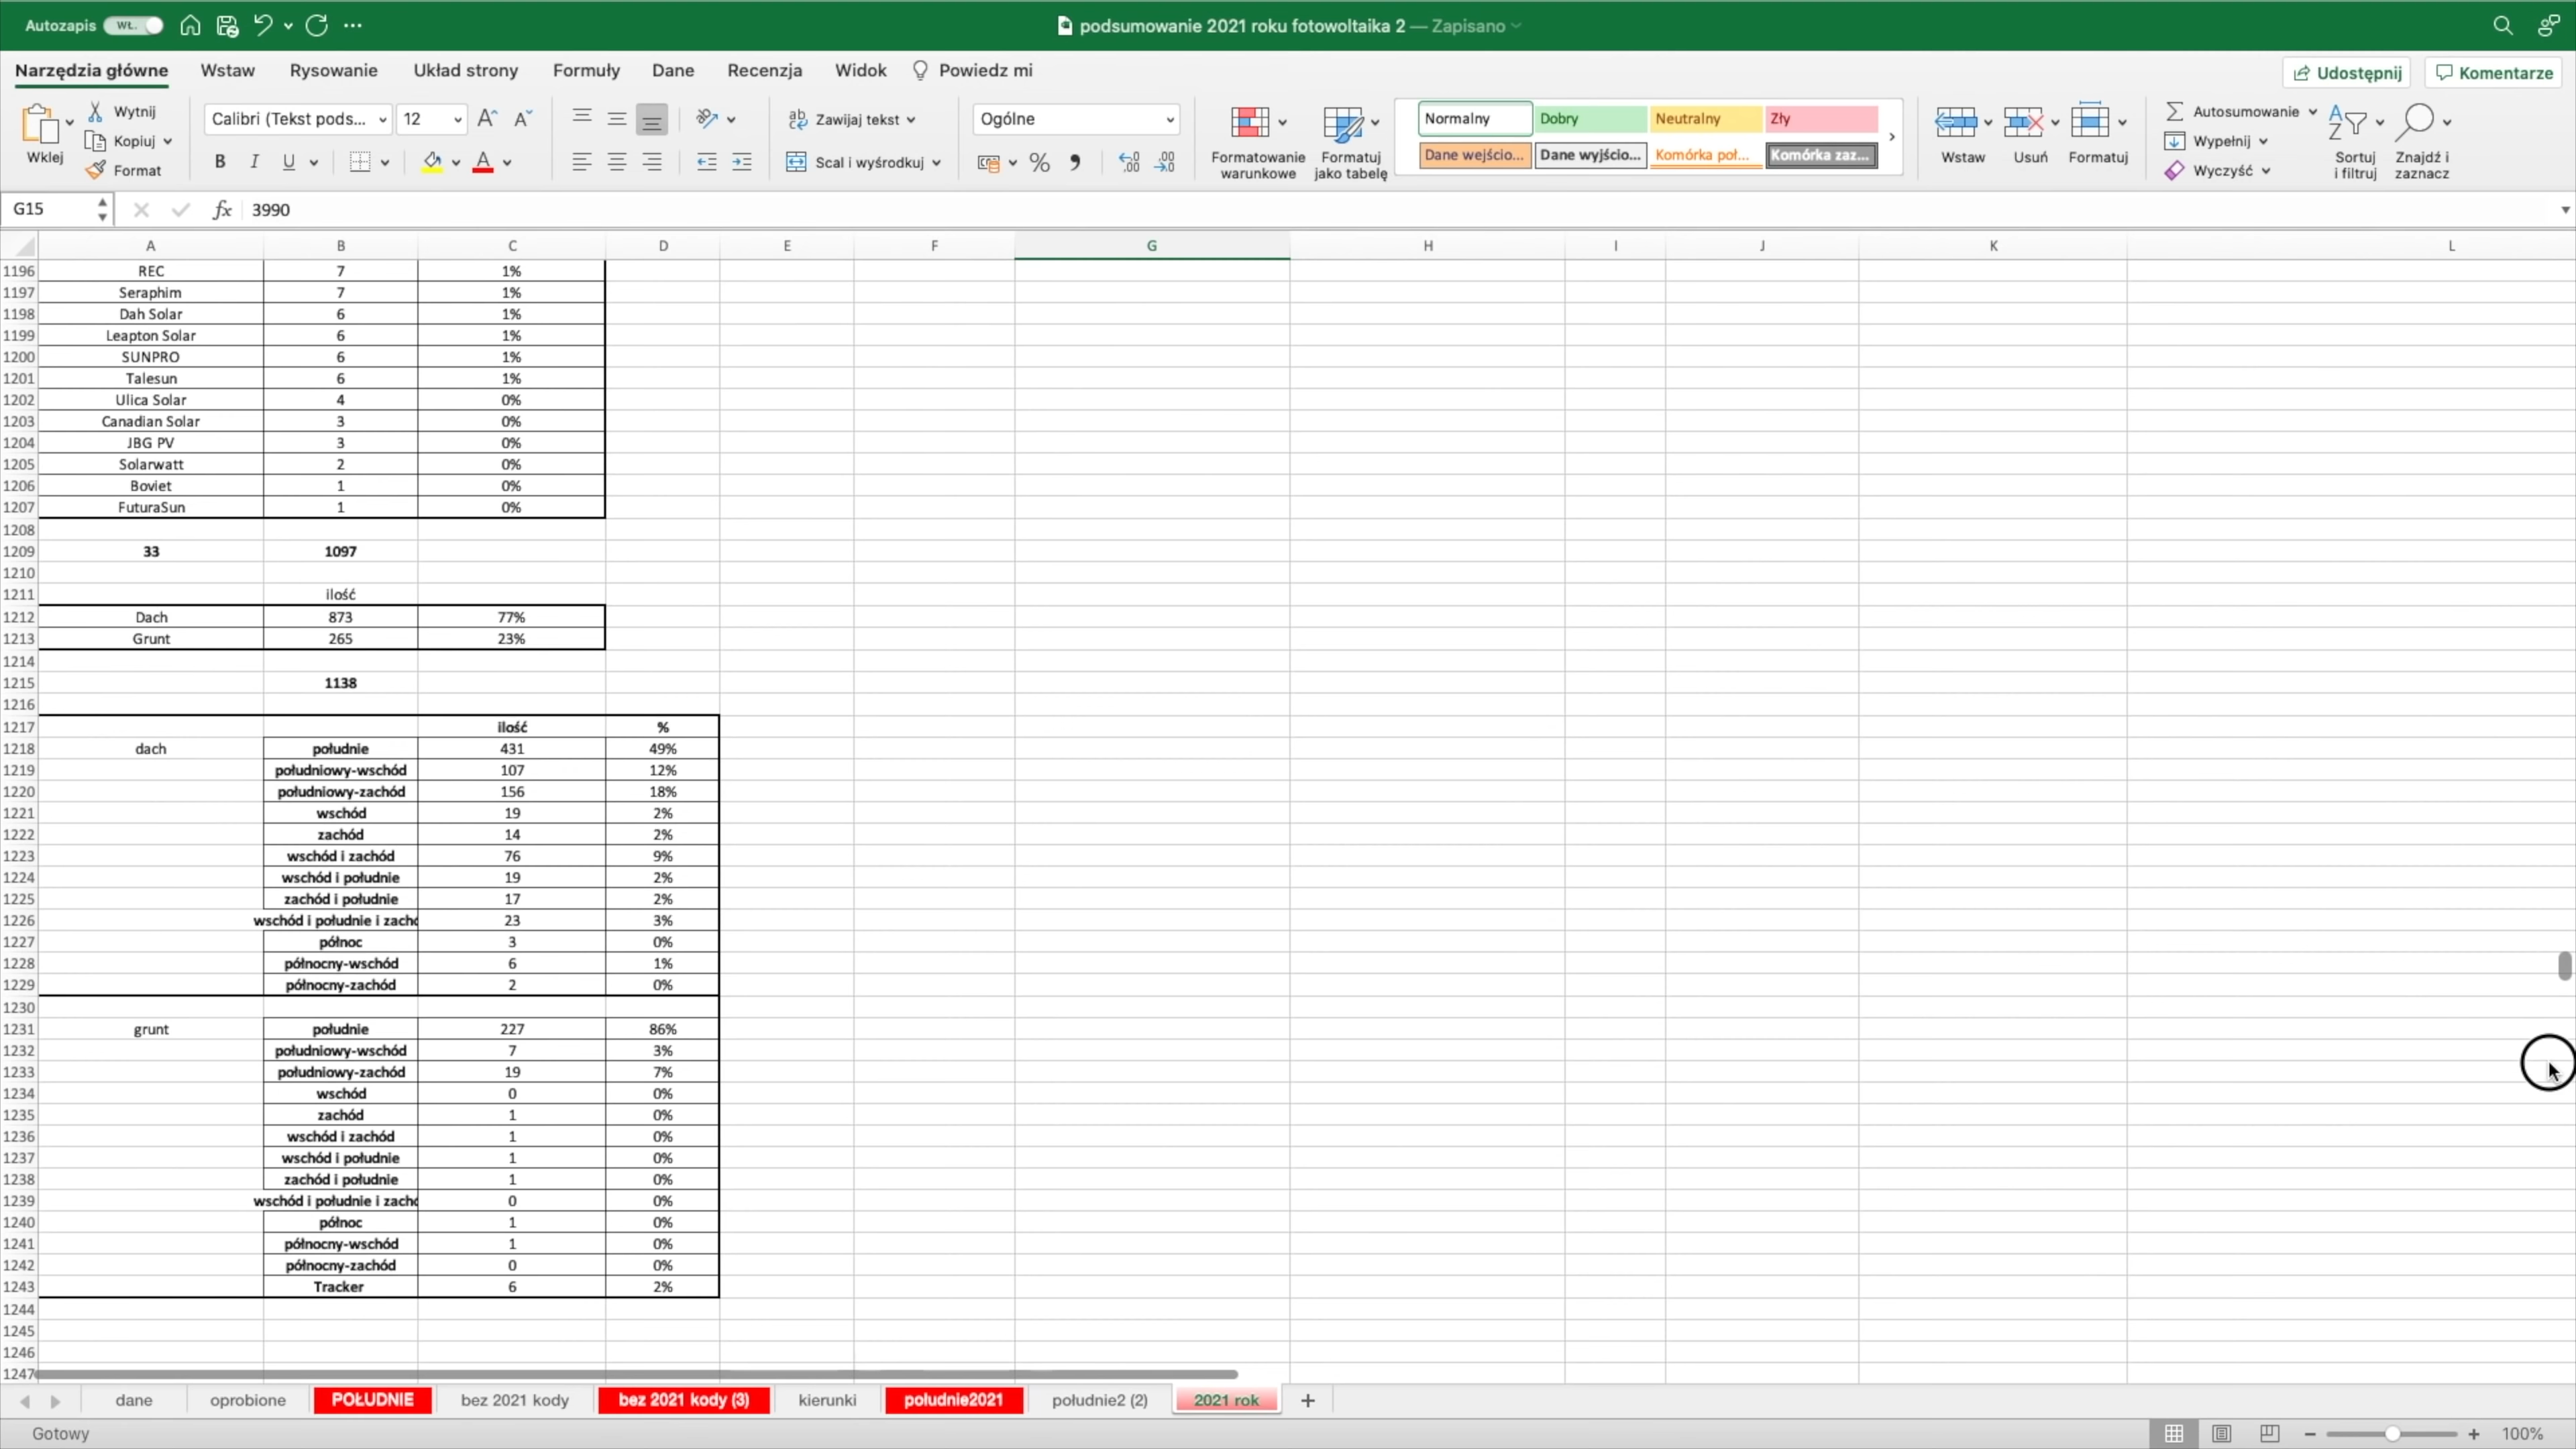 Autozapis WŁ. podsumowanie 2021 roku fotowoltaika 2 — Zapisano
Narzędzia główne Wstaw Rysowanie Układ strony Formuły Dane Recenzja Widok Powiedz mi Udostępnij Komentarze
Wklej Wytnij Kopiuj Format
Calibri (Tekst pods... 12 A A
B I U A
Zawijaj tekst
Scal i wyśrodkuj
Ogólne
% ,00 ,00
Formatowanie warunkowe Formatuj jako tabelę
Normalny Dobry Neutralny Zły
Dane wejścio... Dane wyjścio... Komórka poł... Komórka zaz...
Wstaw Usuń Formatuj
Autosumowanie
Wypełnij
Wyczyść
Sortuj i filtruj Znajdź i zaznacz
G15 fx 3990
A B C D E F G H I J K L
1196 REC 7 1%
1197 Seraphim 7 1%
1198 Dah Solar 6 1%
1199 Leapton Solar 6 1%
1200 SUNPRO 6 1%
1201 Talesun 6 1%
1202 Ulica Solar 4 0%
1203 Canadian Solar 3 0%
1204 JBG PV 3 0%
1205 Solarwatt 2 0%
1206 Boviet 1 0%
1207 FuturaSun 1 0%
1208
1209 33 1097
1210
1211 ilość
1212 Dach 873 77%
1213 Grunt 265 23%
1214
1215 1138
1216
1217 ilość %
1218 dach południe 431 49%
1219 południowy-wschód 107 12%
1220 południowy-zachód 156 18%
1221 wschód 19 2%
1222 zachód 14 2%
1223 wschód i zachód 76 9%
1224 wschód i południe 19 2%
1225 zachód i południe 17 2%
1226 wschód i południe i zacho 23 3%
1227 północ 3 0%
1228 północny-wschód 6 1%
1229 północny-zachód 2 0%
1230
1231 grunt południe 227 86%
1232 południowy-wschód 7 3%
1233 południowy-zachód 19 7%
1234 wschód 0 0%
1235 zachód 1 0%
1236 wschód i zachód 1 0%
1237 wschód i południe 1 0%
1238 zachód i południe 1 0%
1239 wschód i południe i zacho 0 0%
1240 północ 1 0%
1241 północny-wschód 1 0%
1242 północny-zachód 0 0%
1243 Tracker 6 2%
1244
1245
1246
1247
dane oprobione POŁUDNIE bez 2021 kody bez 2021 kody (3) kierunki poludnie2021 południe2 (2) 2021 rok +
Gotowy 100%